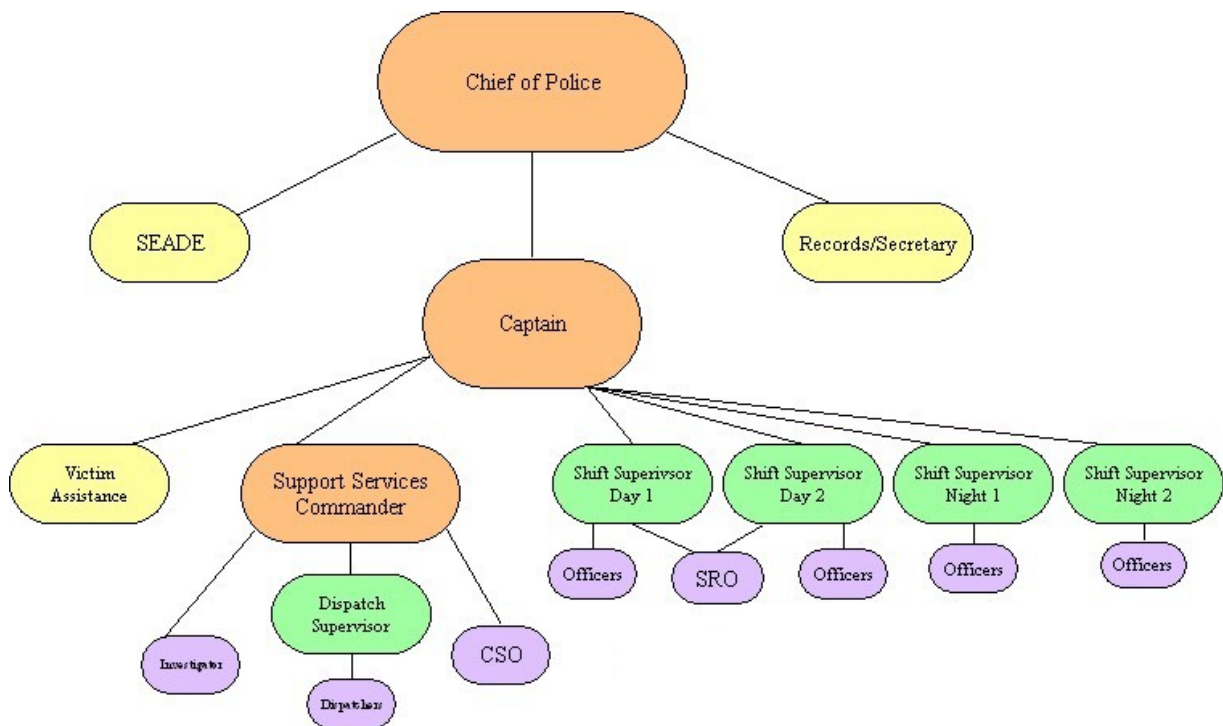 Chief of Police
SEADE
Records/Secretary
Captain
Victim
Assistance
Support Services
Commander
Shift Superivsor
Day 1
Shift Supervisor
Day 2
Shift Supervisor
Night 1
Shift Supervisor
Night 2
Officers
SRO
Officers
Officers
Officers
Dispatch
Supervisor
Investigator
CSO
Dispatchers